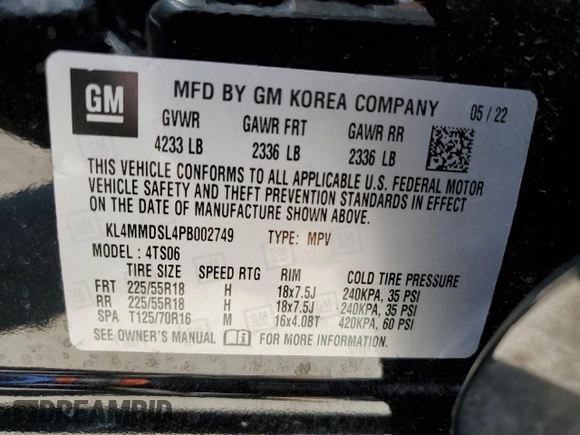 GM
MFD BY GM KOREA COMPANY 05 / 22
GVWR GAWR FRT GAWR RR
4233 LB 2336 LB 2336 LB
THIS VEHICLE CONFORMS TO ALL APPLICABLE U.S. FEDERAL MOTOR
VEHICLE SAFETY AND THEFT PREVENTION STANDARDS IN EFFECT
ON THE DATE OF MANUFACTURE SHOWN ABOVE.
KL4MMDSL4PB002749 TYPE: MPV
MODEL : 4TS06
TIRE SIZE SPEED RTG RIM COLD TIRE PRESSURE
FRT 225/55R18 H 18x7.5J 240KPA, 35 PSI
RR 225/55R18 H 18x7.5J 240KPA, 35 PSI
SPA T125/70R16 M 16x4.0BT 420KPA, 60 PSI
SEE OWNER'S MANUAL FOR MORE INFORMATION.
DREAMBID